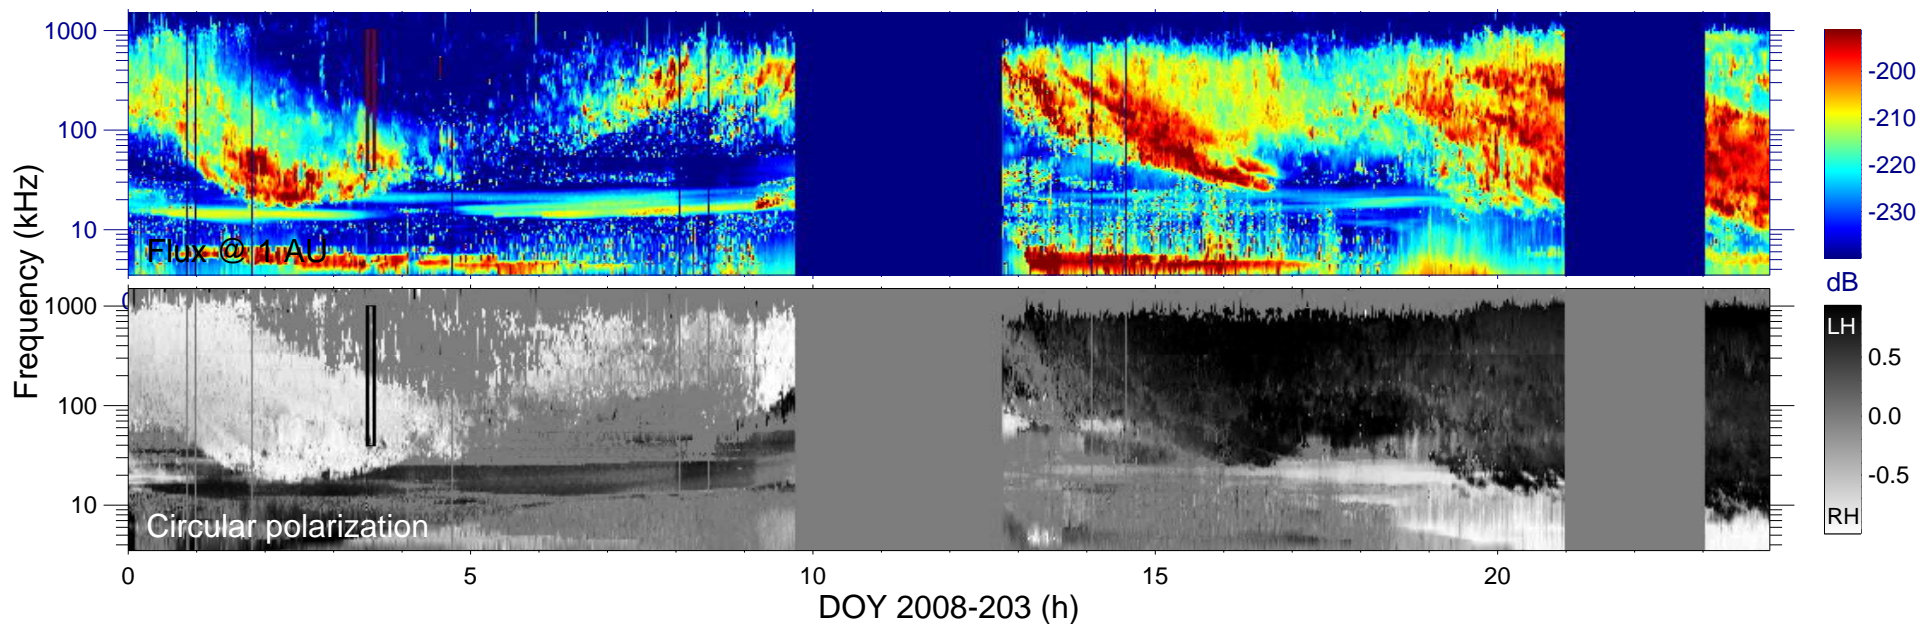 1000
100
10
Flux @ 1 AU
-200
-210
-220
-230
dB
0
1000
100
10
Circular polarization
LH
0.5
0.0
-0.5
RH
Frequency (kHz)
0 5 10 15 20
DOY 2008-203 (h)